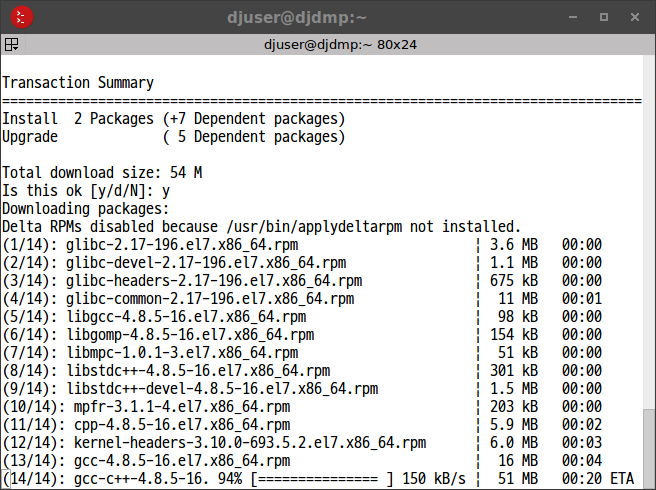 djuser@djdmp:~
djuser@djdmp:~ 80x24
Transaction Summary
================================================================================
Install  2 Packages (+7 Dependent packages)
Upgrade             ( 5 Dependent packages)
Total download size: 54 M
Is this ok [y/d/N]: y
Downloading packages:
Delta RPMs disabled because /usr/bin/applydeltarpm not installed.
(1/14): glibc-2.17-196.el7.x86_64.rpm | 3.6 MB 00:00
(2/14): glibc-devel-2.17-196.el7.x86_64.rpm | 1.1 MB 00:00
(3/14): glibc-headers-2.17-196.el7.x86_64.rpm | 675 kB 00:00
(4/14): glibc-common-2.17-196.el7.x86_64.rpm | 11 MB 00:01
(5/14): libgcc-4.8.5-16.el7.x86_64.rpm | 98 kB 00:00
(6/14): libgomp-4.8.5-16.el7.x86_64.rpm | 154 kB 00:00
(7/14): libmpc-1.0.1-3.el7.x86_64.rpm | 51 kB 00:00
(8/14): libstdc++-4.8.5-16.el7.x86_64.rpm | 301 kB 00:00
(9/14): libstdc++-devel-4.8.5-16.el7.x86_64.rpm | 1.5 MB 00:00
(10/14): mpfr-3.1.1-4.el7.x86_64.rpm | 203 kB 00:00
(11/14): cpp-4.8.5-16.el7.x86_64.rpm | 5.9 MB 00:02
(12/14): kernel-headers-3.10.0-693.5.2.el7.x86_64.rpm | 6.0 MB 00:03
(13/14): gcc-4.8.5-16.el7.x86_64.rpm | 16 MB 00:04
(14/14): gcc-c++-4.8.5-16. 94% [=============== ] 150 kB/s | 51 MB 00:20 ETA